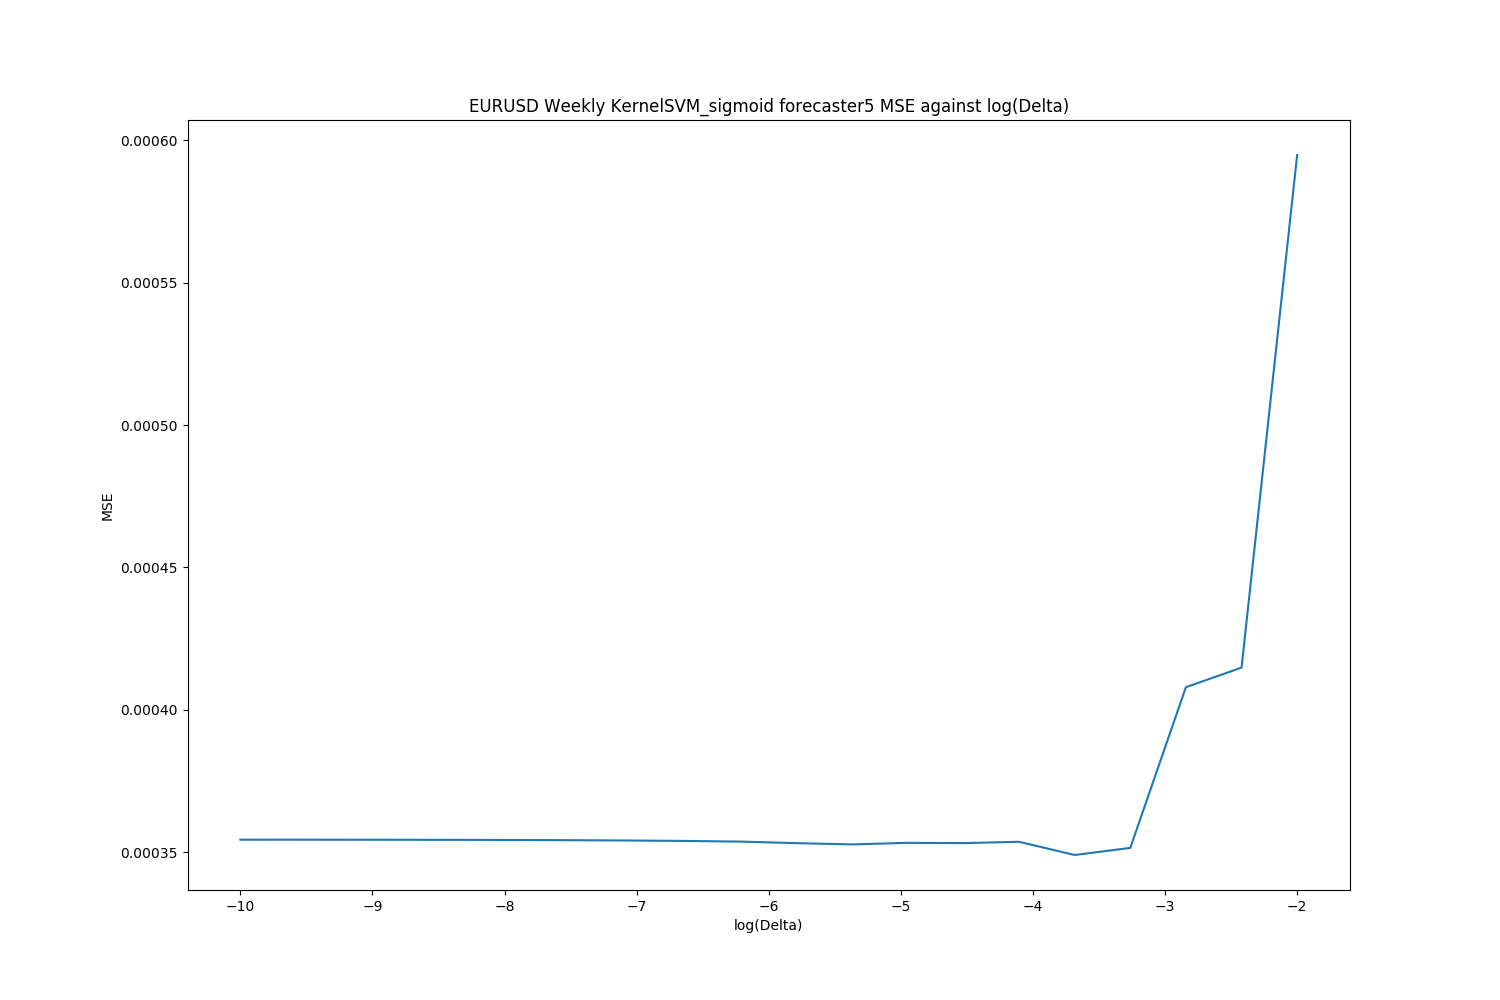 EURUSD Weekly KernelSVM_sigmoid forecaster5 MSE against log(Delta)
0.00060
0.00055
0.00050
0.00045
0.00040
0.00035
MSE
−10 −9 −8 −7 −6 −5 −4 −3 −2
log(Delta)